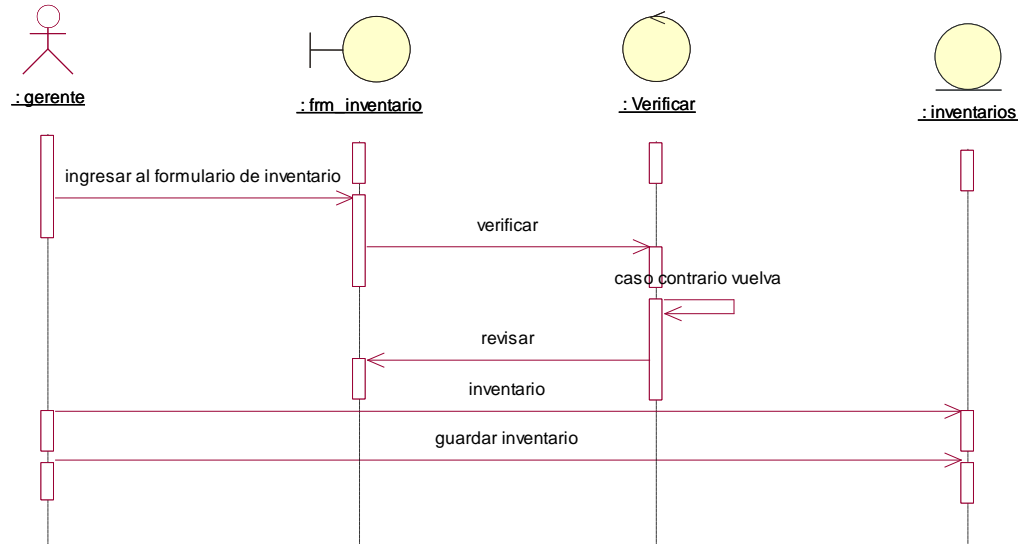 : gerente
: frm_inventario
: Verificar
: inventarios
ingresar al formulario de inventario
verificar
caso contrario vuelva
revisar
inventario
guardar inventario